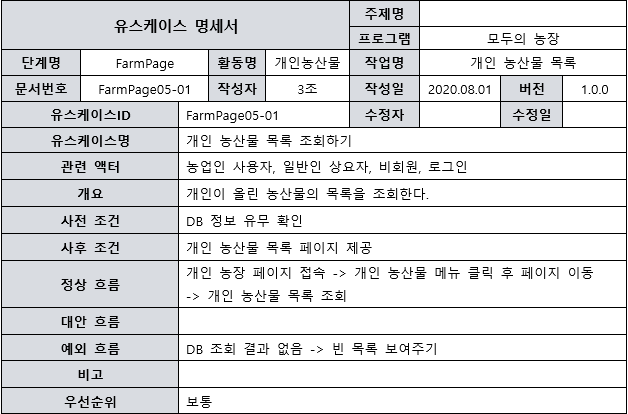 유스케이스 명세서 주제명
프로그램 모두의 농장
단계명 FarmPage 활동명 개인농산물 작업명 개인 농산물 목록
문서번호 FarmPage05-01 작성자 3조 작성일 2020.08.01 버전 1.0.0
유스케이스ID FarmPage05-01 수정자 수정일
유스케이스명 개인 농산물 목록 조회하기
관련 액터 농업인 사용자, 일반인 상요자, 비회원, 로그인
개요 개인이 올린 농산물의 목록을 조회한다.
사전 조건 DB 정보 유무 확인
사후 조건 개인 농산물 목록 페이지 제공
정상 흐름 개인 농장 페이지 접속 -> 개인 농산물 메뉴 클릭 후 페이지 이동
-> 개인 농산물 목록 조회
대안 흐름
예외 흐름 DB 조회 결과 없음 -> 빈 목록 보여주기
비고
우선순위 보통